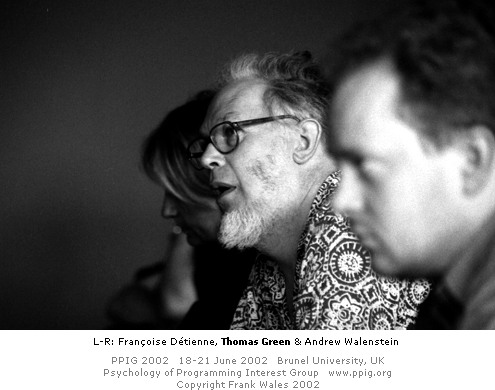 L-R: Françoise Détienne, Thomas Green & Andrew Walenstein
PPIG 2002 18-21 June 2002 Brunel University, UK
Psychology of Programming Interest Group www.ppig.org
Copyright Frank Wales 2002